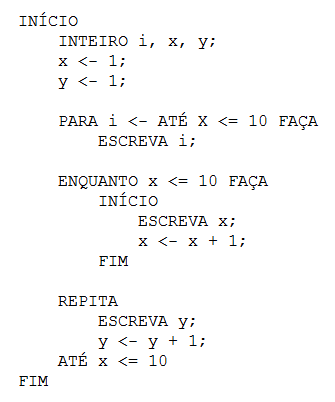 INÍCIO
    INTEIRO i, x, y;
    x <- 1;
    y <- 1;

    PARA i <- ATÉ X <= 10 FAÇA
        ESCREVA i;

    ENQUANTO x <= 10 FAÇA
        INÍCIO
            ESCREVA x;
            x <- x + 1;
        FIM

    REPITA
        ESCREVA y;
        y <- y + 1;
    ATÉ x <= 10
FIM